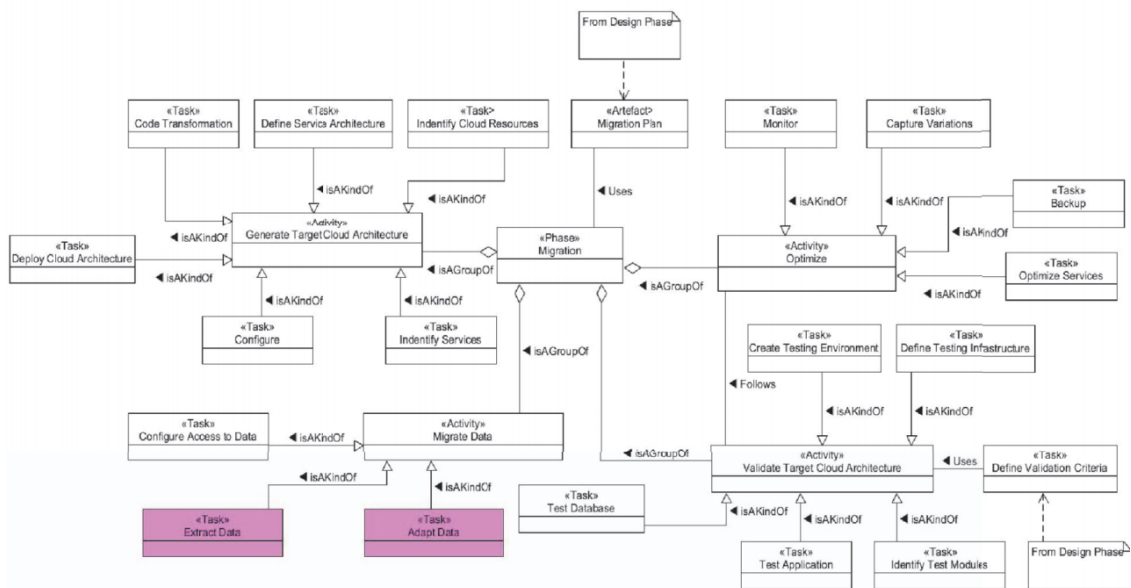 From Design Phase
«Task»
Code Transformation
«Task»
Define Service Architecture
«Task>
Indentify Cloud Resources
«Artefact>
Migration Plan
«Task»
Monitor
«Task»
Capture Variations
◄ isAKindOf
◄ isAKindOf
◄ Uses
◄ isAKindOf
◄ isAKindOf
«Task»
Backup
«Activity»
Generate Target Cloud Architecture
◄ isAKindOf
«Phase»
Migration
«Activity»
Optimize
◄ isAKindOf
«Task»
Deploy Cloud Architecture
◄ isAKindOf
◄ isAGroupOf
◄ isAGroupOf
«Task»
Optimize Services
◄ isAKindOf
◄ isAKindOf
◄ isAKindOf
«Task»
Configure
«Task»
Indentify Services
«Task»
Create Testing Environment
«Task»
Define Testing Infastructure
◄ isAGroupOf
◄ Follows
◄ isAKindOf
◄ isAKindOf
«Task»
Configure Access to Data
◄ isAKindOf
«Activity»
Migrate Data
◄ isAGroupOf
«Activity»
Validate Target Cloud Architecture
◄ Uses
«Task»
Define Validation Criteria
◄ isAKindOf
◄ isAKindOf
«Task»
Test Database
◄ isAKindOf
◄ isAKindOf
◄ isAKindOf
«Task»
Extract Data
«Task»
Adapt Data
«Task»
Test Application
«Task»
Identify Test Modules
From Design Phase